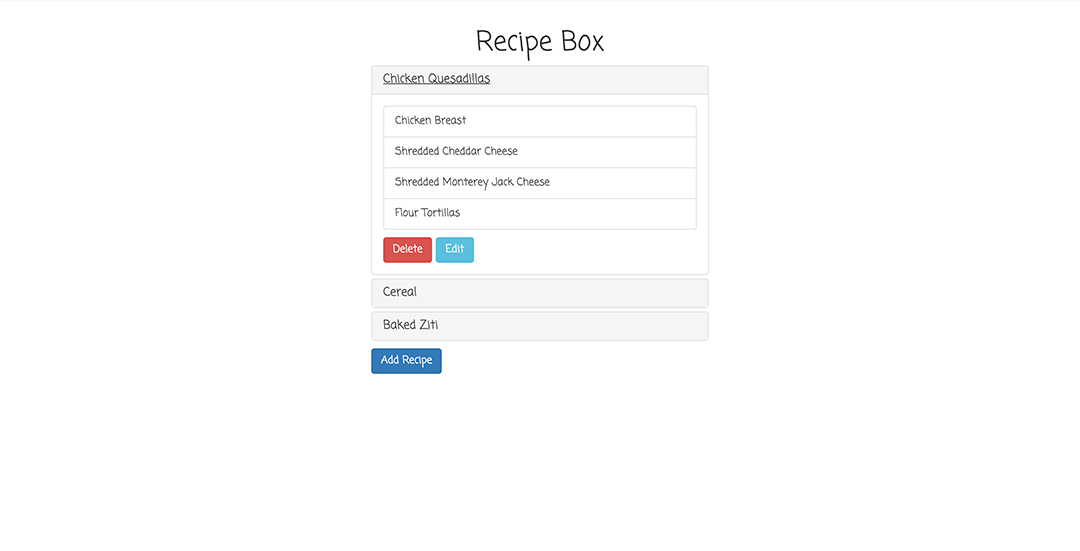 Recipe Box
Chicken Quesadillas
Chicken Breast
Shredded Cheddar Cheese
Shredded Monterey Jack Cheese
Flour Tortillas
Delete Edit
Cereal
Baked Ziti
Add Recipe